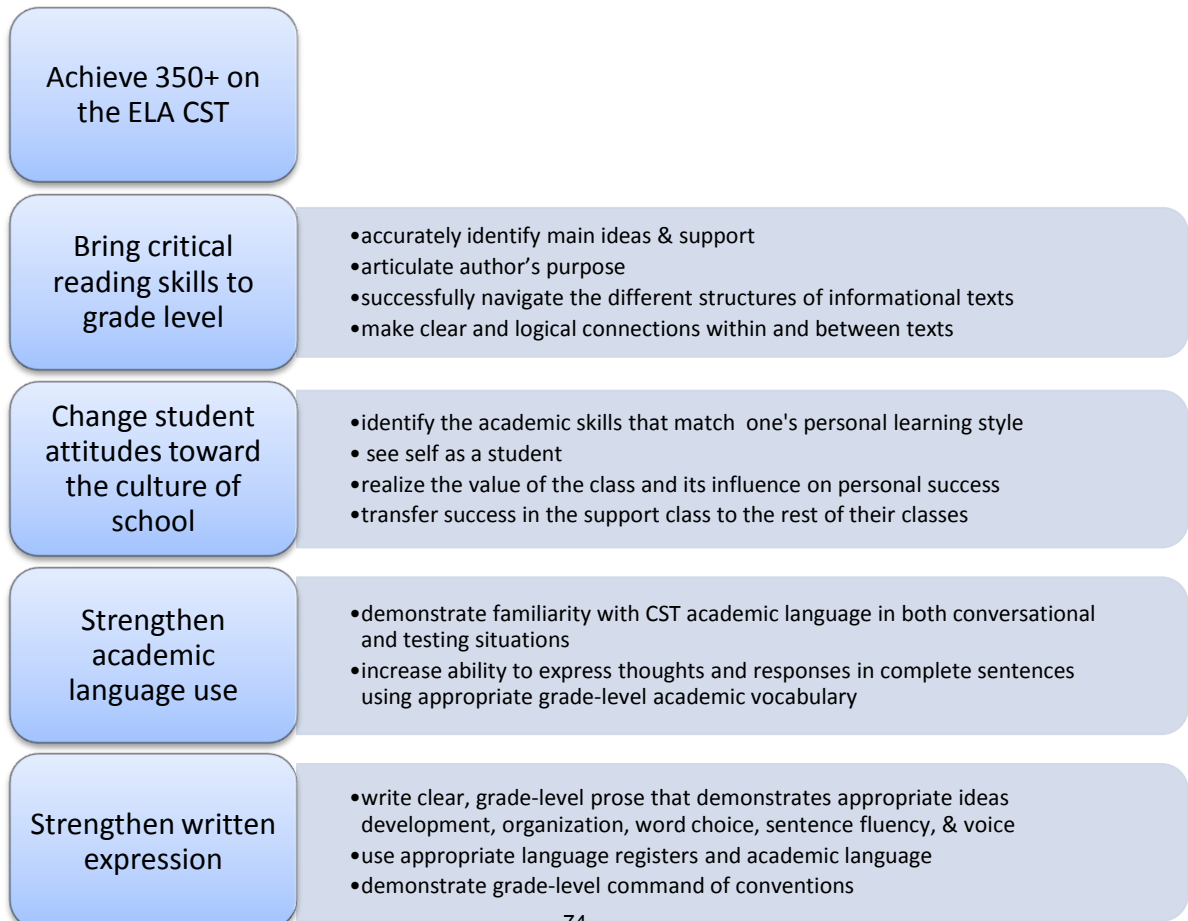 Achieve 350+ on
the ELA CST
Bring critical
reading skills to
grade level
•accurately identify main ideas & support
•articulate author’s purpose
•successfully navigate the different structures of informational texts
•make clear and logical connections within and between texts
Change student
attitudes toward
the culture of
school
•identify the academic skills that match  one's personal learning style
• see self as a student
•realize the value of the class and its influence on personal success
•transfer success in the support class to the rest of their classes
Strengthen
academic
language use
•demonstrate familiarity with CST academic language in both conversational
and testing situations
•increase ability to express thoughts and responses in complete sentences
using appropriate grade-level academic vocabulary
Strengthen written
expression
•write clear, grade-level prose that demonstrates appropriate ideas
development, organization, word choice, sentence fluency, & voice
•use appropriate language registers and academic language
•demonstrate grade-level command of conventions
74